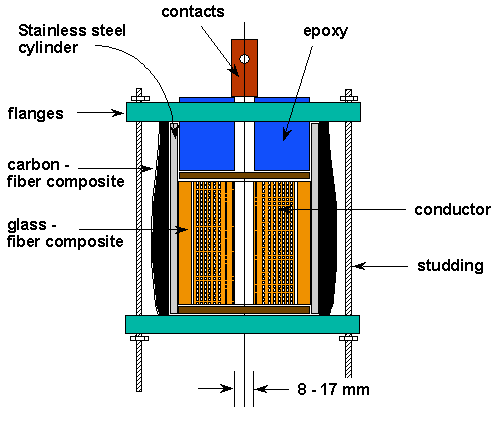 contacts
Stainless steel
cylinder
epoxy
flanges
carbon -
fiber composite
glass -
fiber composite
conductor
studding
8 - 17 mm